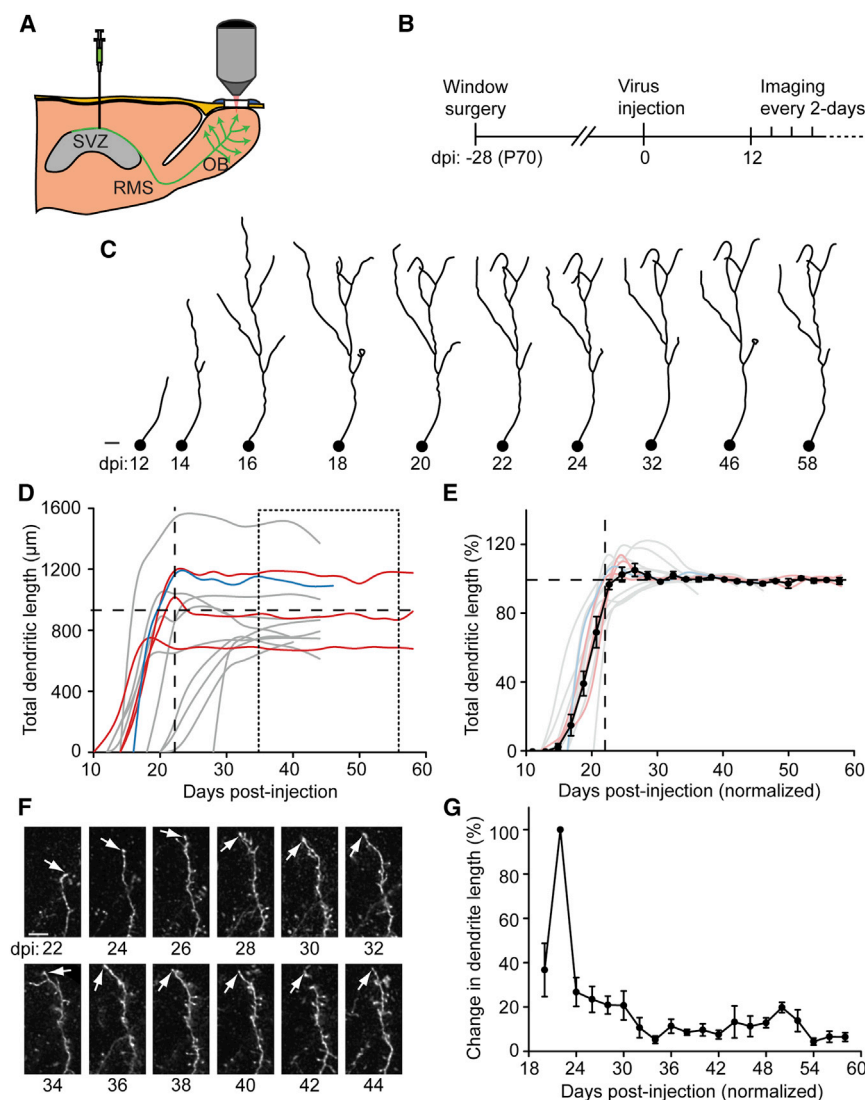 A
SVZ
RMS
OB
B
Window
surgery
Virus
injection
Imaging
every 2-days
dpi: -28 (P70)
0
12
C
dpi:12
14
16
18
20
22
24
32
46
58
D
Total dendritic length (µm)
1600
1200
800
400
0
10
20
30
40
50
60
Days post-injection
E
Total dendritic length (%)
120
80
40
0
10
20
30
40
50
60
Days post-injection (normalized)
F
dpi: 22
24
26
28
30
32
34
36
38
40
42
44
G
Change in dendrite length (%)
100
80
60
40
20
0
18
24
30
36
42
48
54
60
Days post-injection (normalized)